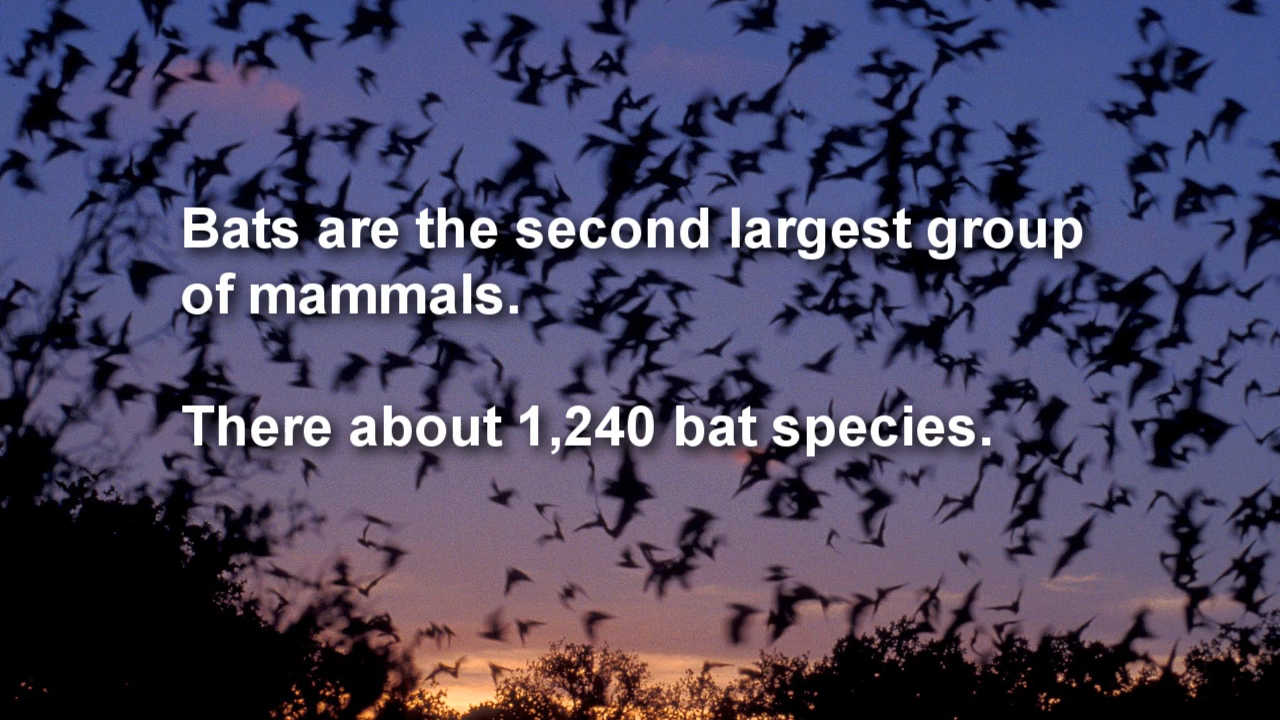 Bats are the second largest group
of mammals.
There about 1,240 bat species.